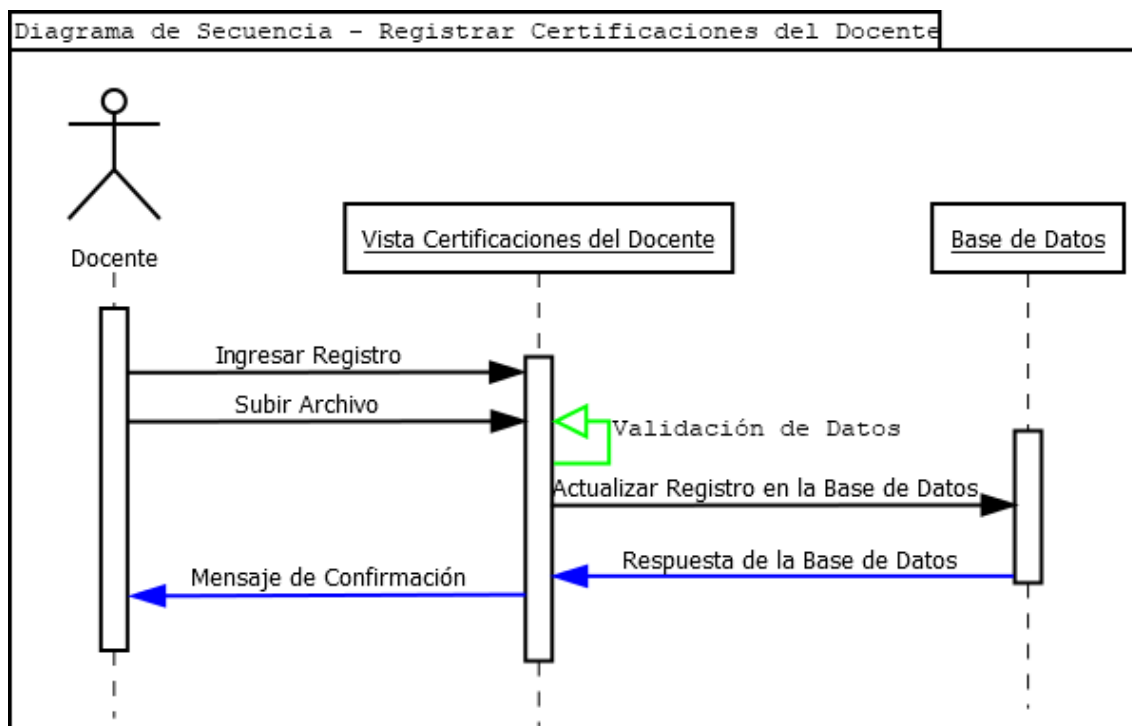 Diagrama de Secuencia - Registrar Certificaciones del Docente
Docente
Vista Certificaciones del Docente
Base de Datos
Ingresar Registro
Subir Archivo
Validación de Datos
Actualizar Registro en la Base de Datos
Respuesta de la Base de Datos
Mensaje de Confirmación